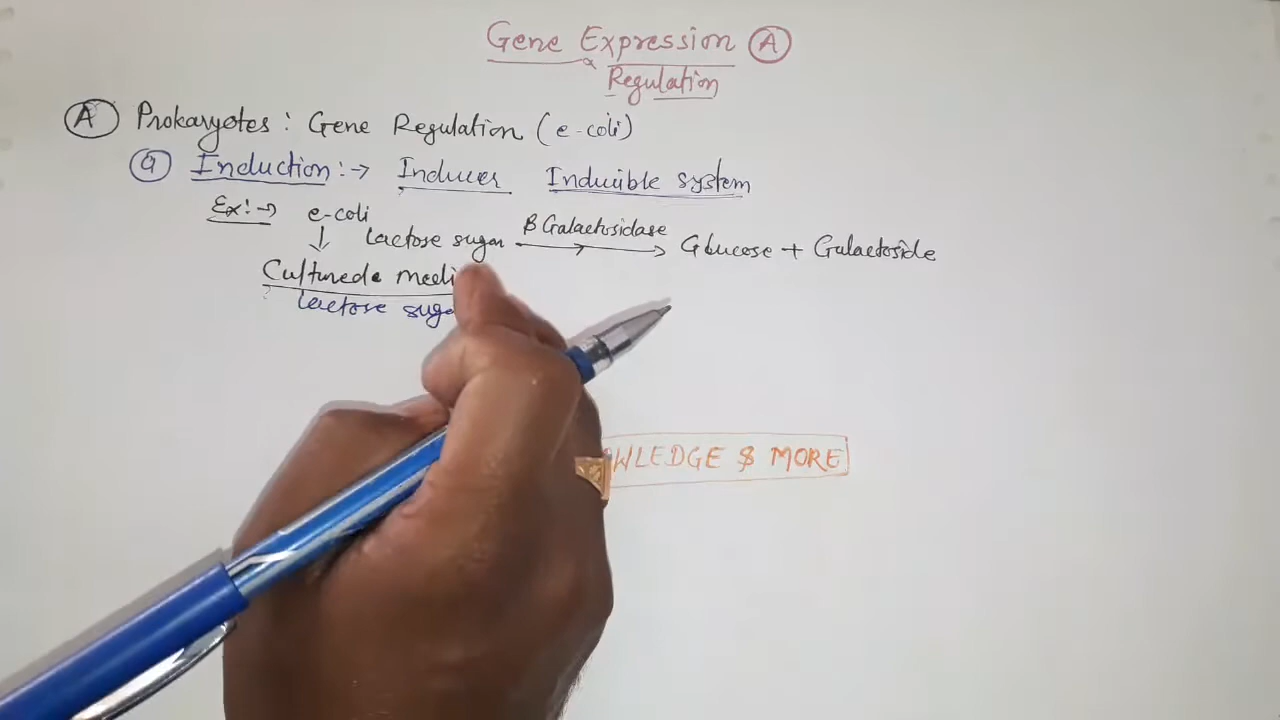 Gene Expression A
Regulation
A Prokaryotes : Gene Regulation (e-coli)
a Induction :→ Inducer Inducible system
Ex:→ e-coli
↓ Lactose sugar β Galactosidase → Glucose + Galactoside
Cultured medi
Lactose suga
WLEDGE & MORE